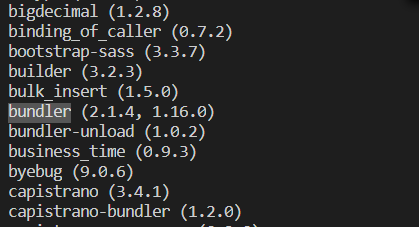 bigdecimal (1.2.8)
binding_of_caller (0.7.2)
bootstrap-sass (3.3.7)
builder (3.2.3)
bulk_insert (1.5.0)
bundler (2.1.4, 1.16.0)
bundler-unload (1.0.2)
business_time (0.9.3)
byebug (9.0.6)
capistrano (3.4.1)
capistrano-bundler (1.2.0)